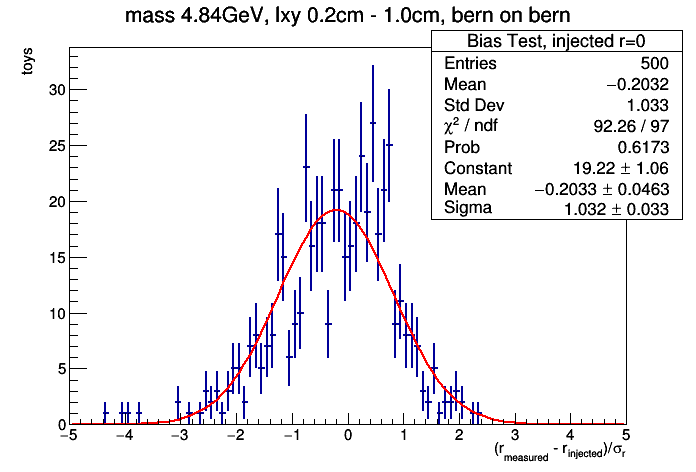 mass 4.84GeV, lxy 0.2cm - 1.0cm, bern on bern
toys
Bias Test, injected r=0
Entries 500
Mean −0.2032
Std Dev 1.033
χ² / ndf 92.26 / 97
Prob 0.6173
Constant 19.22 ± 1.06
Mean −0.2033 ± 0.0463
Sigma 1.032 ± 0.033
30
25
20
15
10
5
0
−5 −4 −3 −2 −1 0 1 2 3 4 5
(r_measured - r_injected)/σ_r